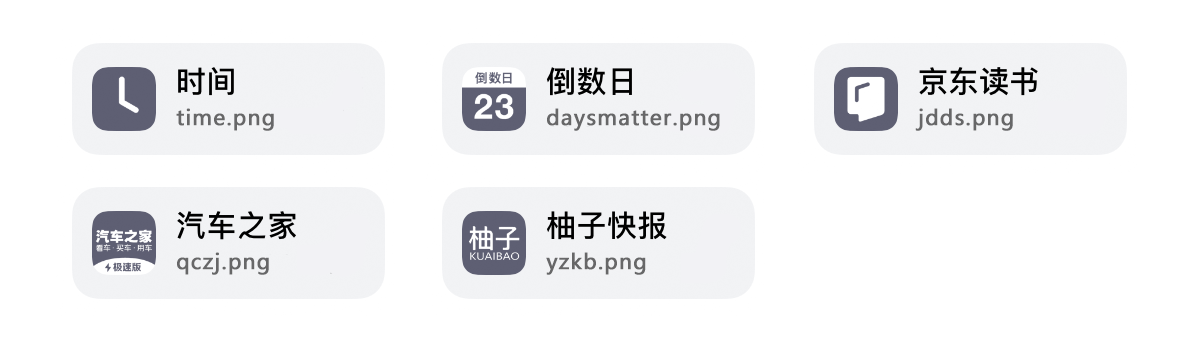 时间
time.png
倒数日
23
倒数日
daysmatter.png
京东读书
jdds.png
汽车之家
看车·买车·用车
极速版
汽车之家
qczj.png
柚子
KUAIBAO
柚子快报
yzkb.png